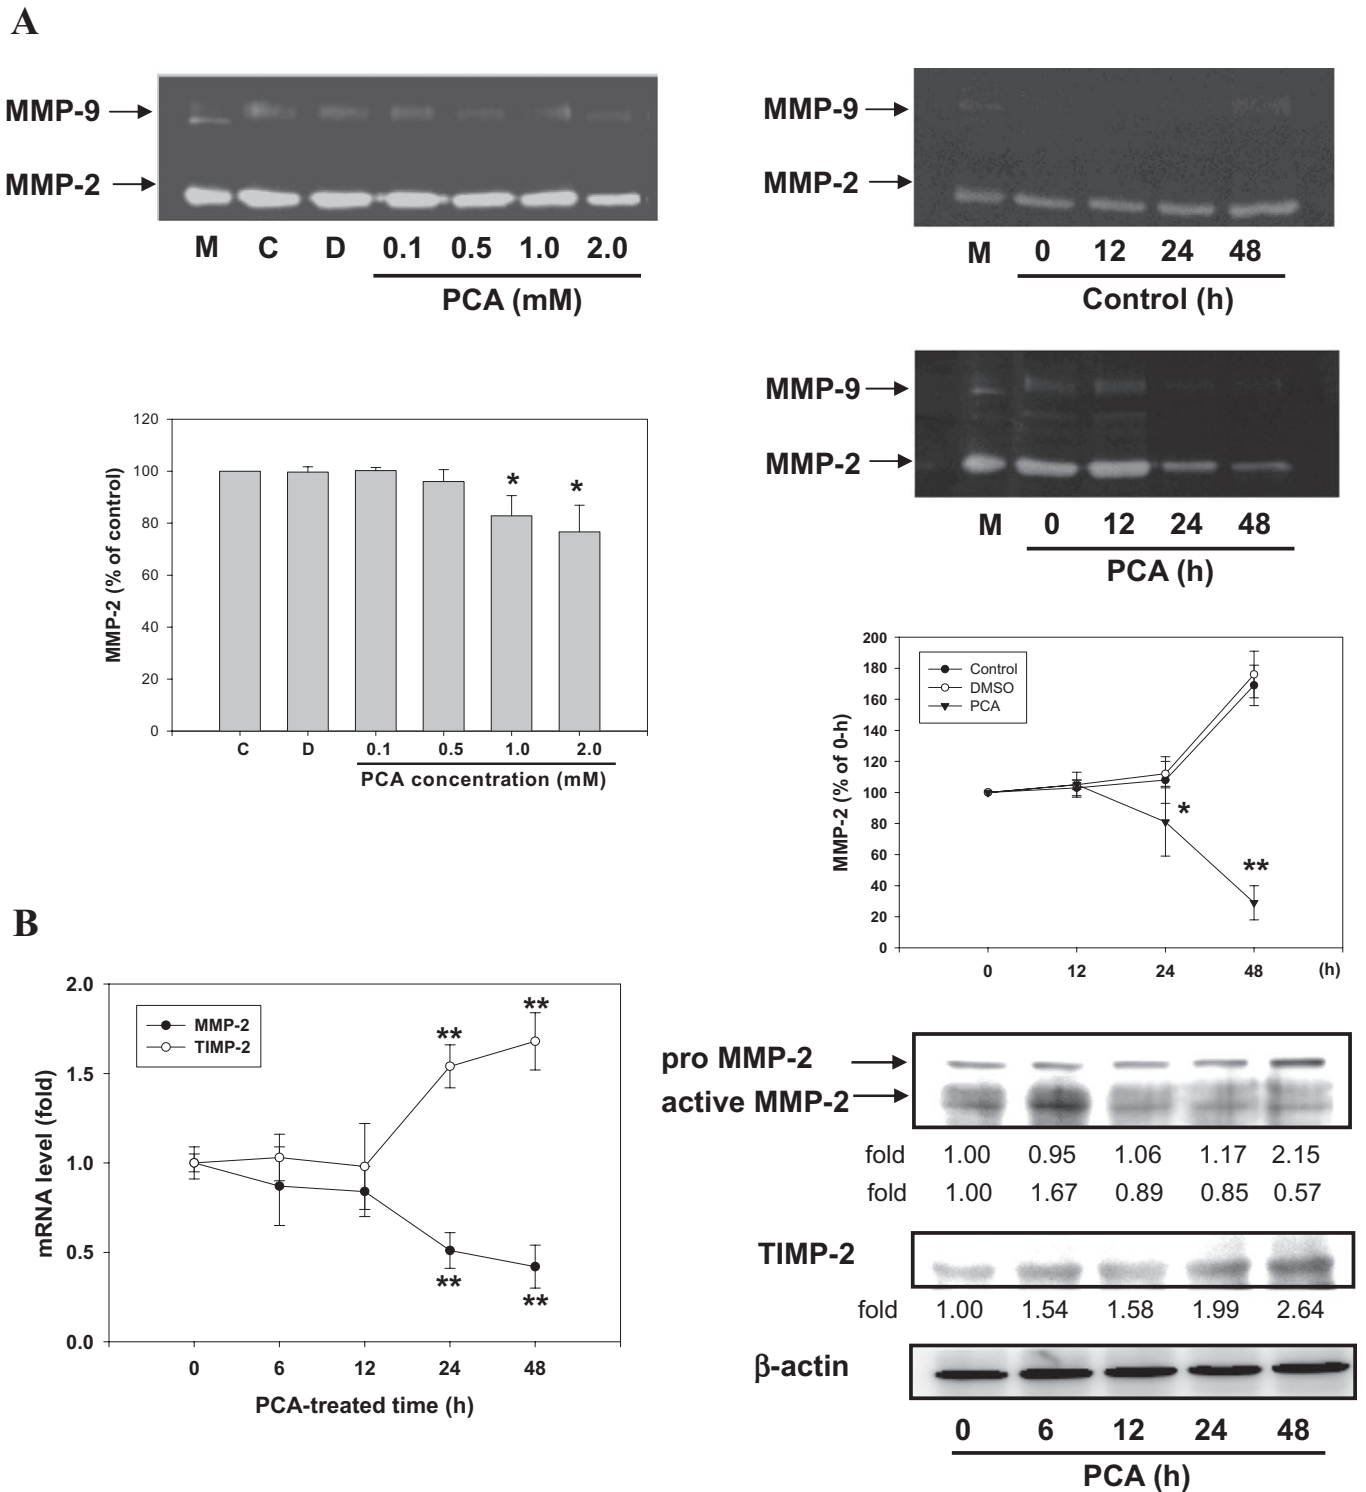 A
MMP-9
MMP-2
M C D 0.1 0.5 1.0 2.0
PCA (mM)
MMP-9
MMP-2
M 0 12 24 48
Control (h)
MMP-9
MMP-2
M 0 12 24 48
PCA (h)
120
100
80
60
40
20
0
MMP-2 (% of control)
* *
C D 0.1 0.5 1.0 2.0
PCA concentration (mM)
200
180
160
140
120
100
80
60
40
20
0
MMP-2 (% of 0-h)
Control
DMSO
PCA
*
**
0 12 24 48 (h)
B
2.0
1.5
1.0
0.5
0.0
mRNA level (fold)
MMP-2
TIMP-2
** **
** **
0 6 12 24 48
PCA-treated time (h)
pro MMP-2
active MMP-2
fold 1.00 0.95 1.06 1.17 2.15
fold 1.00 1.67 0.89 0.85 0.57
TIMP-2
fold 1.00 1.54 1.58 1.99 2.64
β-actin
0 6 12 24 48
PCA (h)